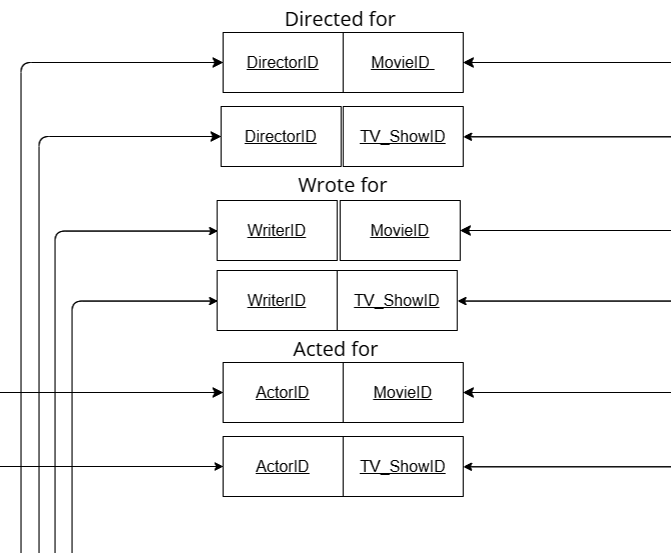 Directed for
DirectorID MovieID
DirectorID TV_ShowID
Wrote for
WriterID MovieID
WriterID TV_ShowID
Acted for
ActorID MovieID
ActorID TV_ShowID